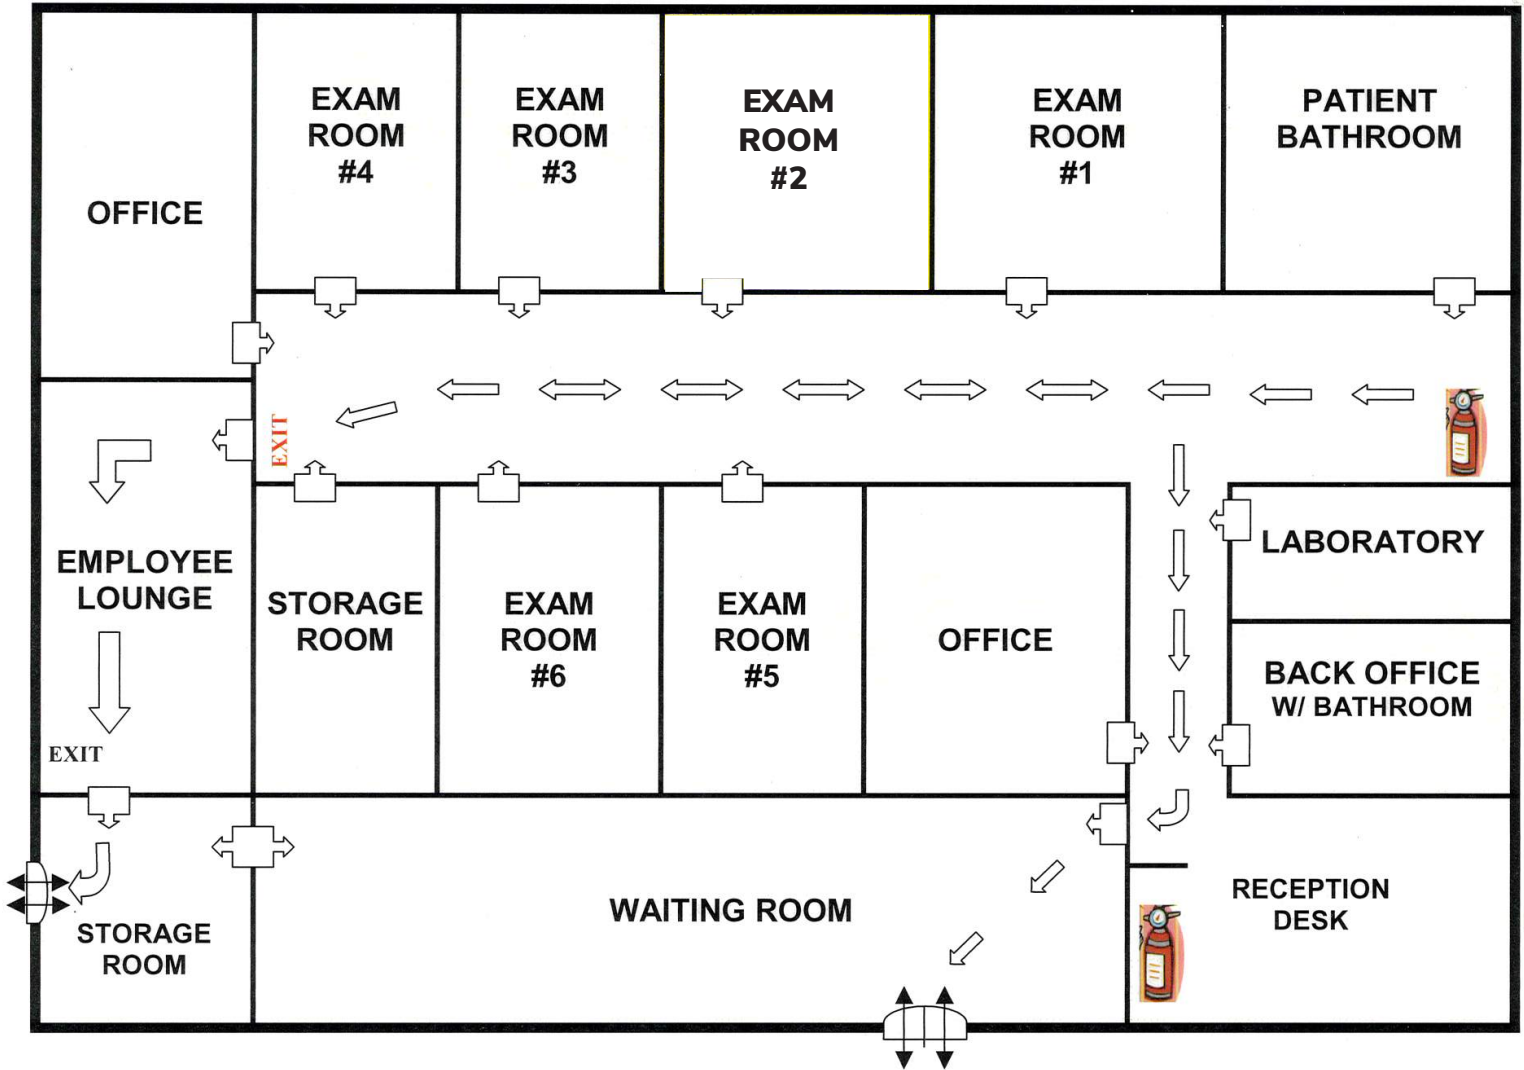 EXAM
ROOM
#4
EXAM
ROOM
#3
EXAM
ROOM
#2
EXAM
ROOM
#1
PATIENT
BATHROOM
OFFICE
EXIT
EMPLOYEE
LOUNGE
EXIT
STORAGE
ROOM
EXAM
ROOM
#6
EXAM
ROOM
#5
OFFICE
LABORATORY
BACK OFFICE
W/ BATHROOM
STORAGE
ROOM
WAITING ROOM
RECEPTION
DESK